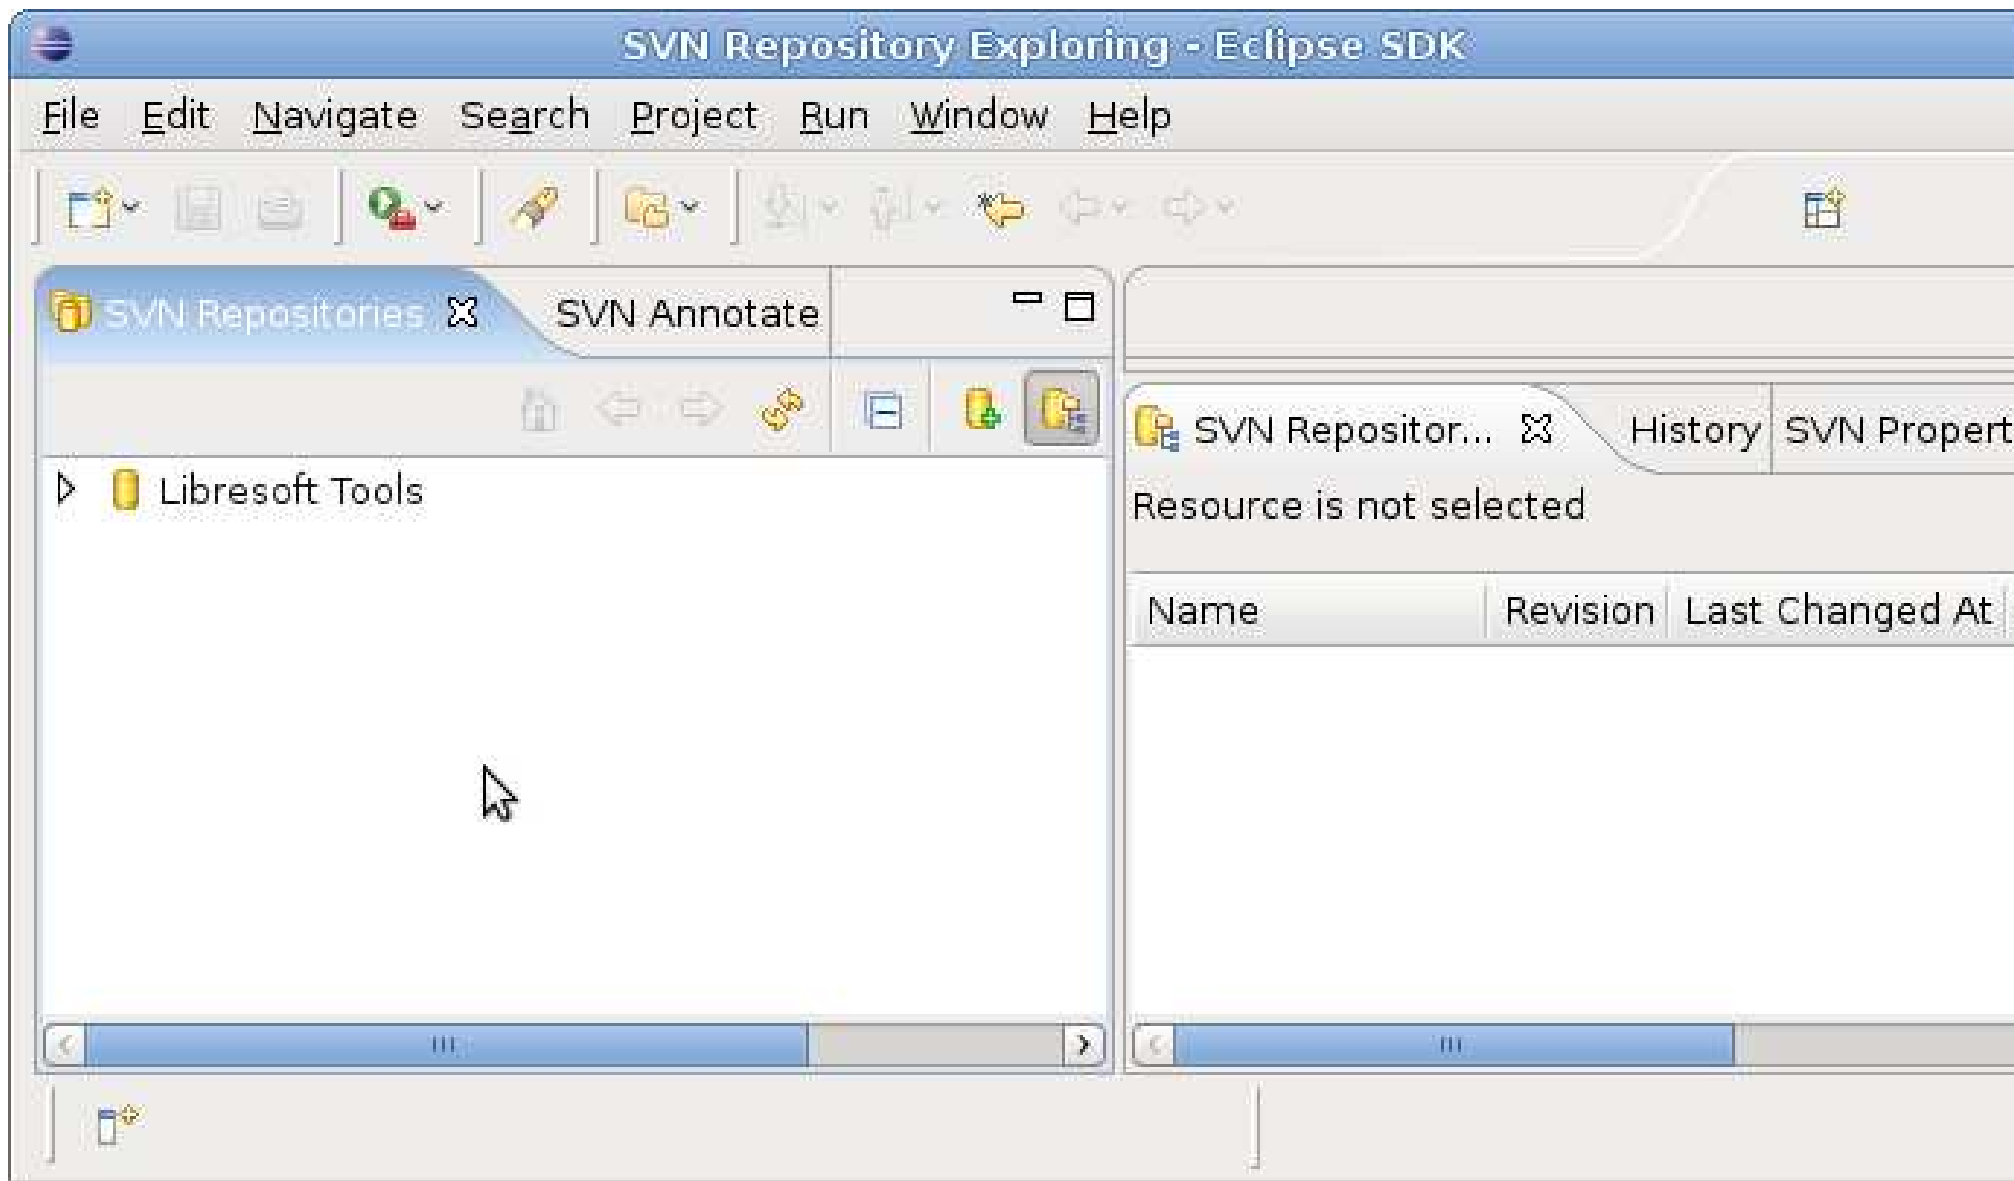 SVN Repository Exploring - Eclipse SDK
File Edit Navigate Search Project Run Window Help
SVN Repositories SVN Annotate
SVN Repositor... History SVN Propert
Libresoft Tools
Resource is not selected
Name Revision Last Changed At